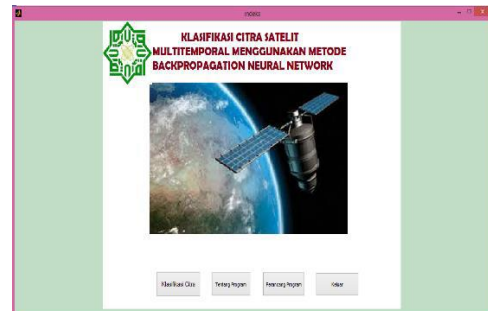 KLASIFIKASI CITRA SATELIT
MULTITEMPORAL MENGGUNAKAN METODE
BACKPROPAGATION NEURAL NETWORK
Klasifikasi Citra
Tentang Program
Perancang Program
Keluar